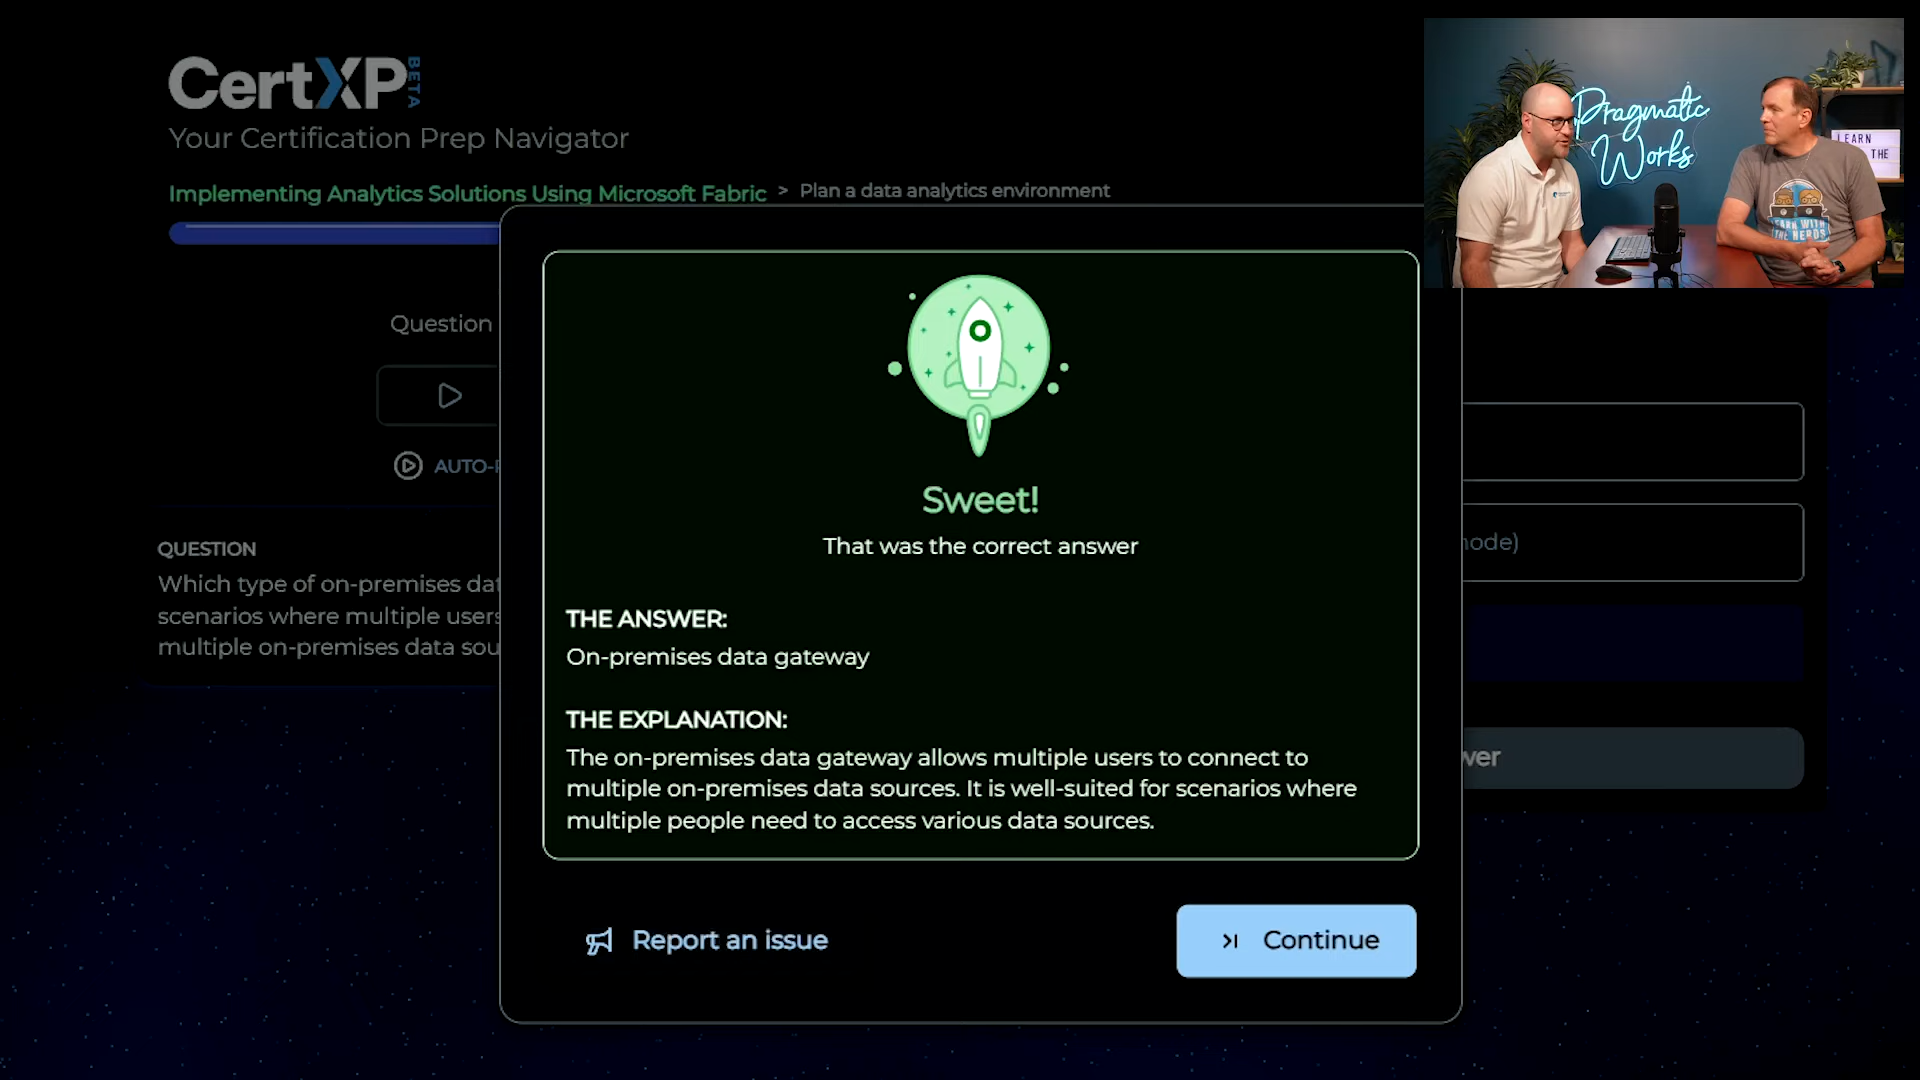 CertXP BETA
Your Certification Prep Navigator
Implementing Analytics Solutions Using Microsoft Fabric > Plan a data analytics environment
Pragmatic
Works
LEARN
THE
LEARN WITH
THE NERDS
Question
AUTO-
QUESTION
Which type of on-premises dat
scenarios where multiple users
multiple on-premises data sou
Sweet!
That was the correct answer
THE ANSWER:
On-premises data gateway
THE EXPLANATION:
The on-premises data gateway allows multiple users to connect to
multiple on-premises data sources. It is well-suited for scenarios where
multiple people need to access various data sources.
Report an issue
Continue
node)
wer